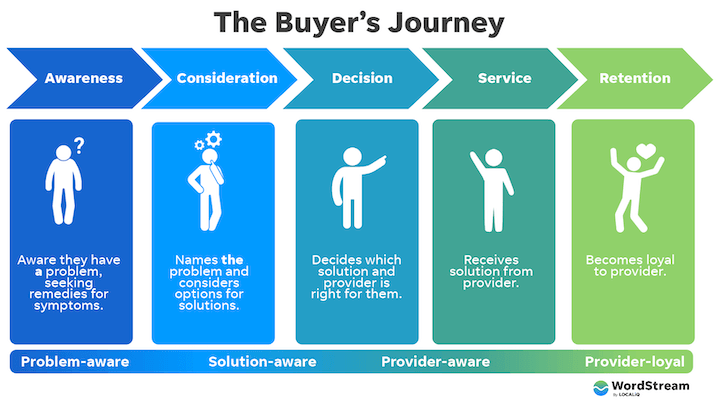 The Buyer's Journey
Awareness
Consideration
Decision
Service
Retention
?
Aware they have
a problem,
seeking
remedies for
symptoms.
Names the
problem and
considers
options for
solutions.
Decides which
solution and
provider is
right for them.
Receives
solution from
provider.
Becomes loyal
to provider.
Problem-aware
Solution-aware
Provider-aware
Provider-loyal
WordStream
By LOCALiQ